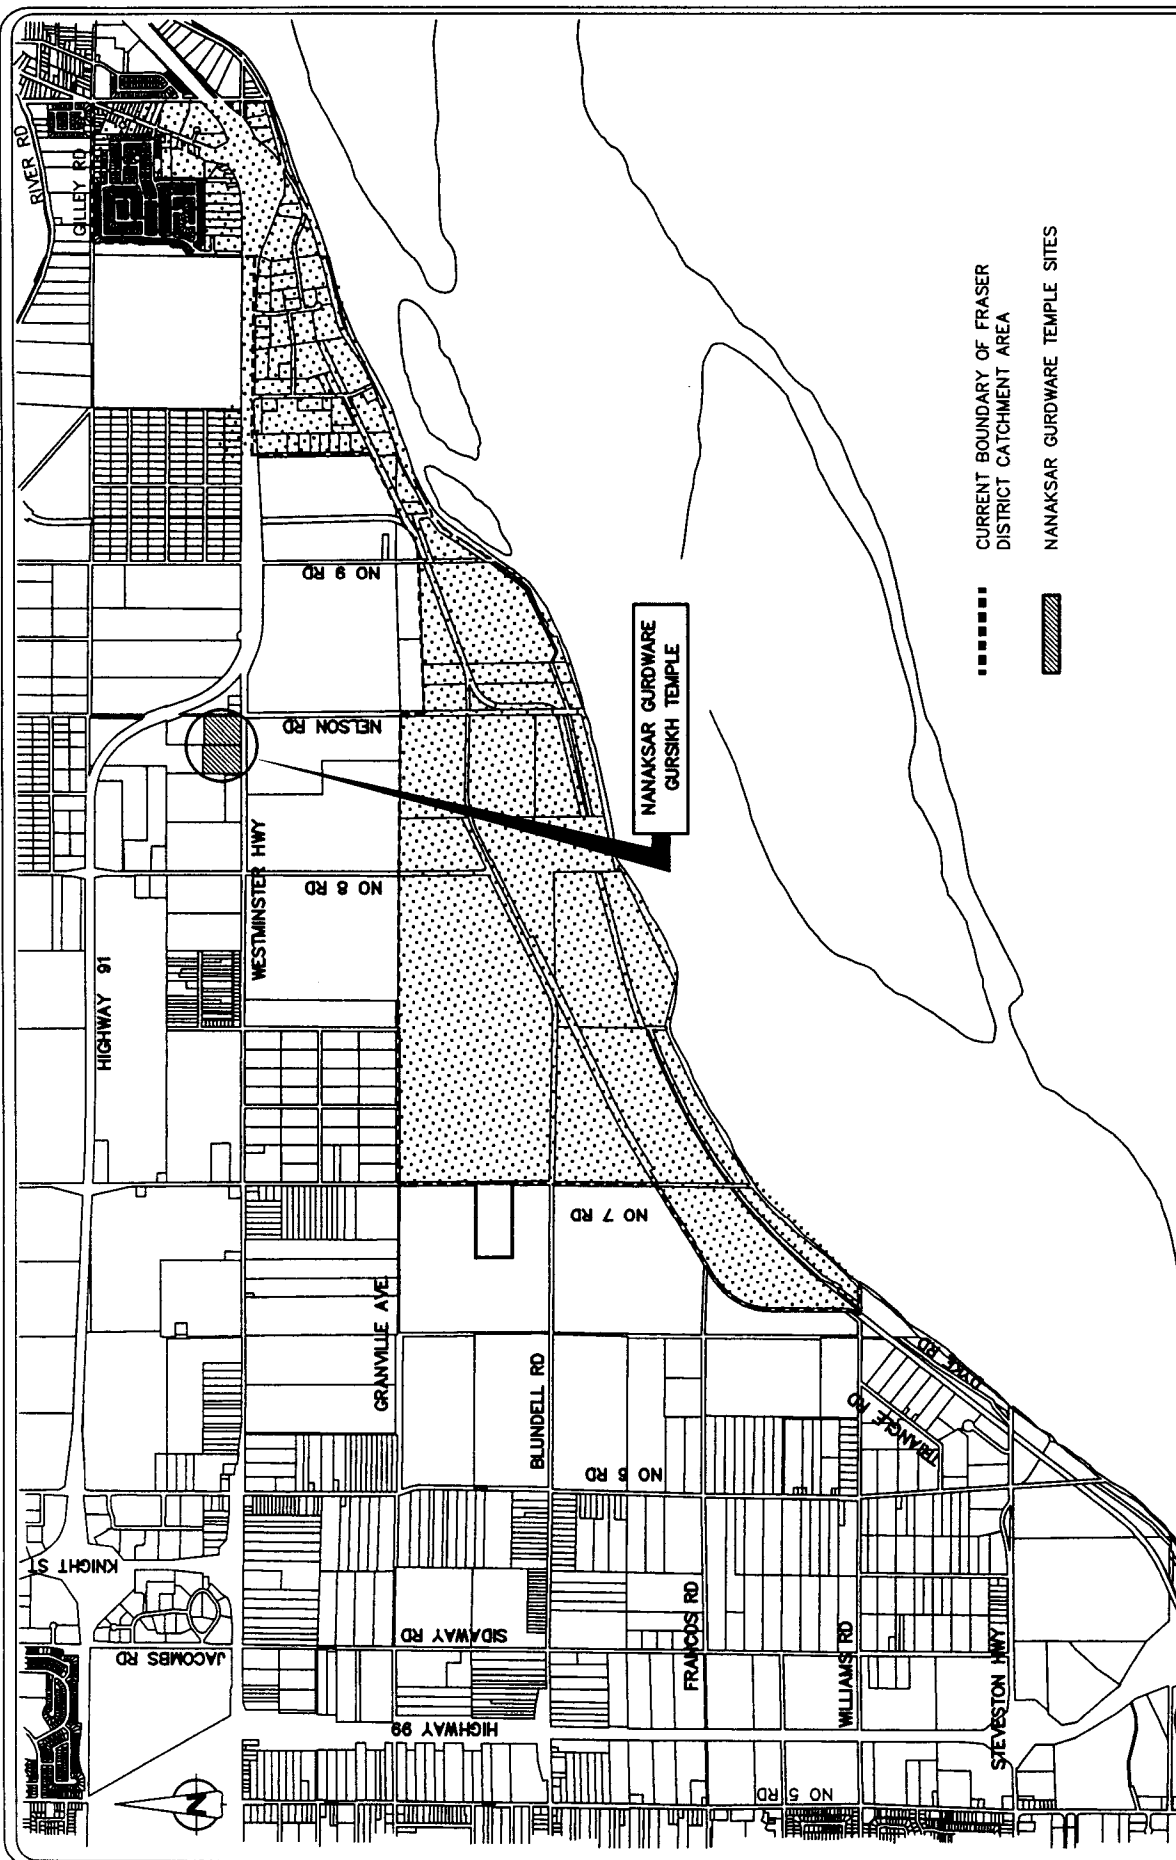 RIVER RD
GILLEY RD
NO 9 RD
NELSON RD
WESTMINSTER HWY
NO 8 RD
HIGHWAY 91
NO 7 RD
GRANVILLE AVE.
BLUNDELL RD
NO 6 RD
TRIANGLE RD
DYKE RD
KNIGHT ST
JACOMBS RD
SIDAWAY RD
HIGHWAY 99
FRANCOS RD
WILLIAMS RD
STEVESTON HWY
NO 5 RD
N
NANAKSAR GURDWARE
GURSIKH TEMPLE
CURRENT BOUNDARY OF FRASER
DISTRICT CATCHMENT AREA
NANAKSAR GURDWARE TEMPLE SITES